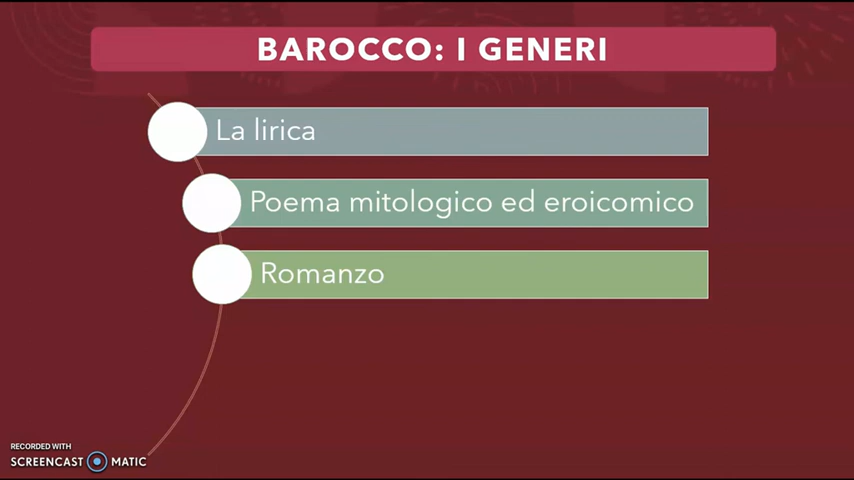 BAROCCO: I GENERI
La lirica
Poema mitologico ed eroicomico
Romanzo
RECORDED WITH
SCREENCAST MATIC